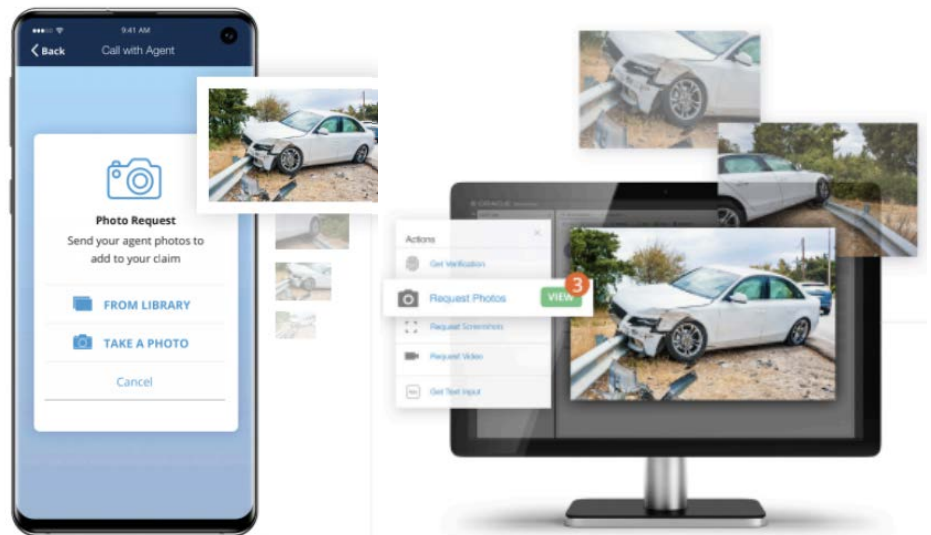 9:41 AM
Back
Call with Agent
Photo Request
Send your agent photos to
add to your claim
FROM LIBRARY
TAKE A PHOTO
Cancel
ORACLE
Actions
Get Verification
Request Photos
VIEW
3
Request Screenshots
Request Video
Get Text Input